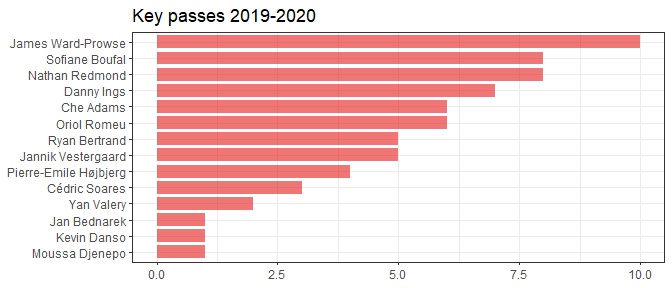 Key passes 2019-2020
James Ward-Prowse
Sofiane Boufal
Nathan Redmond
Danny Ings
Che Adams
Oriol Romeu
Ryan Bertrand
Jannik Vestergaard
Pierre-Emile Højbjerg
Cédric Soares
Yan Valery
Jan Bednarek
Kevin Danso
Moussa Djenepo
0.0 2.5 5.0 7.5 10.0